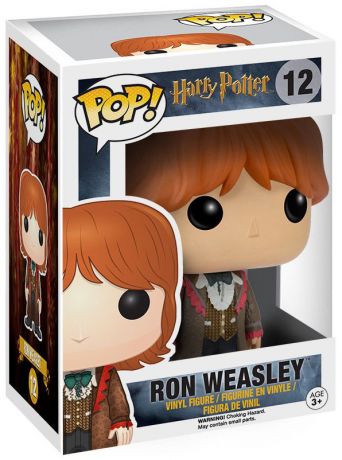 POP!
Harry Potter
12
RON WEASLEY
VINYL FIGURE / FIGURINE EN VINYLE /
FIGURA DE VINIL
WARNING! Choking Hazard.
May contain small parts.
AGE
3+
12